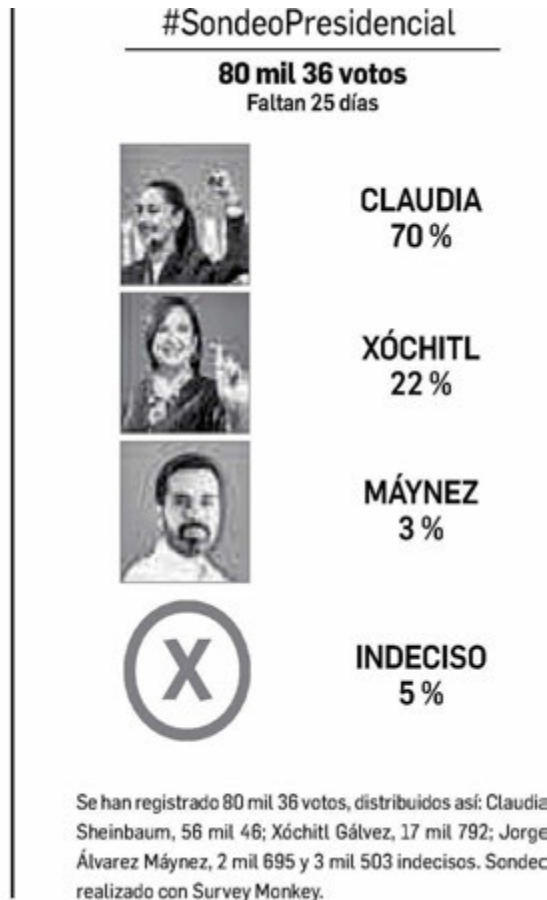 #SondeoPresidencial
80 mil 36 votos
Faltan 25 días
CLAUDIA
70 %
XÓCHITL
22 %
MÁYNEZ
3 %
X
INDECISO
5 %
Se han registrado 80 mil 36 votos, distribuidos así: Claudia
Sheinbaum, 56 mil 46; Xóchitl Gálvez, 17 mil 792; Jorge
Álvarez Máynez, 2 mil 695 y 3 mil 503 indecisos. Sondeo
realizado con Survey Monkey.